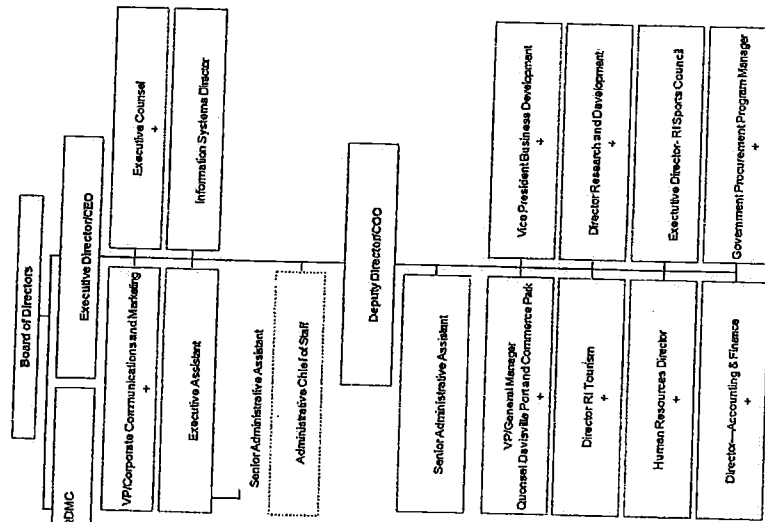 Board of Directors
RDMC
Executive Director/CEO
VP/Corporate Communications and Marketing
+
Executive Counsel
+
Executive Assistant
Information Systems Director
Senior Administrative Assistant
Administrative Chief of Staff
Deputy Director/COO
Senior Administrative Assistant
VP/General Manager
Quonset Davisville Port and Commerce Park
+
Vice President Business Development
+
Director RI Tourism
+
Director Research and Development
+
Human Resources Director
+
Exectutive Director- RI Sports Council
+
Director—Accounting & Finance
+
Government Procurement Program Manager
+